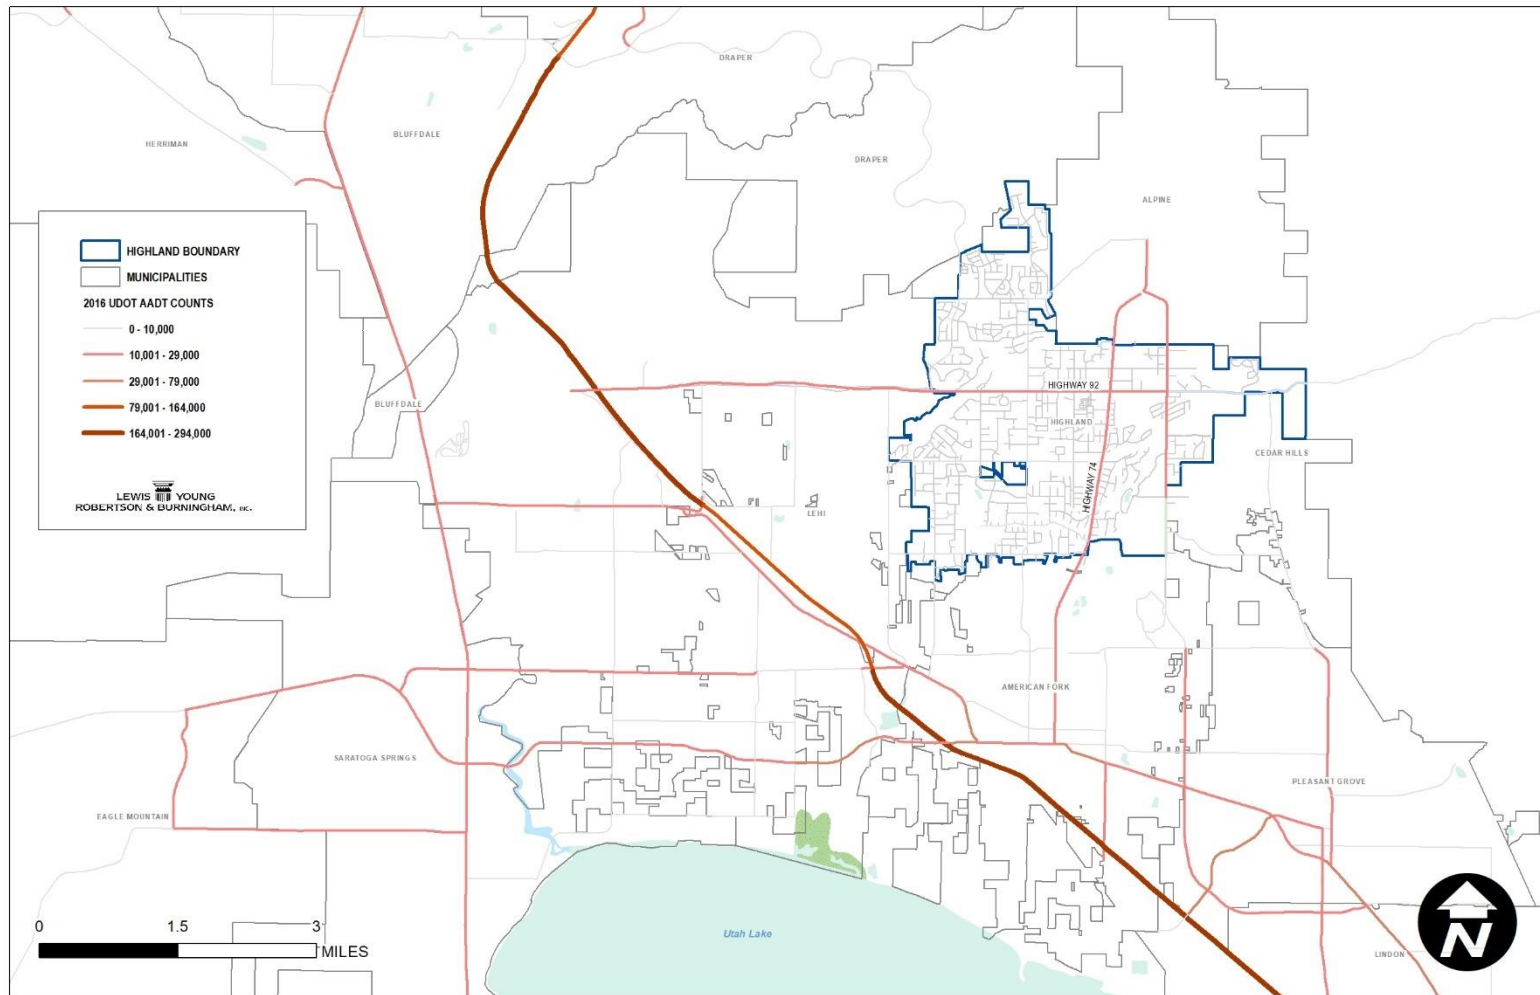 DRAPER
BLUFFDALE
HERRIMAN
DRAPER
ALPINE
HIGHLAND BOUNDARY
MUNICIPALITIES
2016 UDOT AADT COUNTS
0 - 10,000
10,001 - 29,000
29,001 - 79,000
79,001 - 164,000
164,001 - 294,000
LEWIS YOUNG
ROBERTSON & BURNINGHAM, INC.
HIGHWAY 92
BLUFFDALE
HIGHLAND
CEDAR HILLS
HIGHWAY 74
LEHI
AMERICAN FORK
SARATOGA SPRINGS
PLEASANT GROVE
EAGLE MOUNTAIN
0 1.5 3
MILES
Utah Lake
LINDON
N